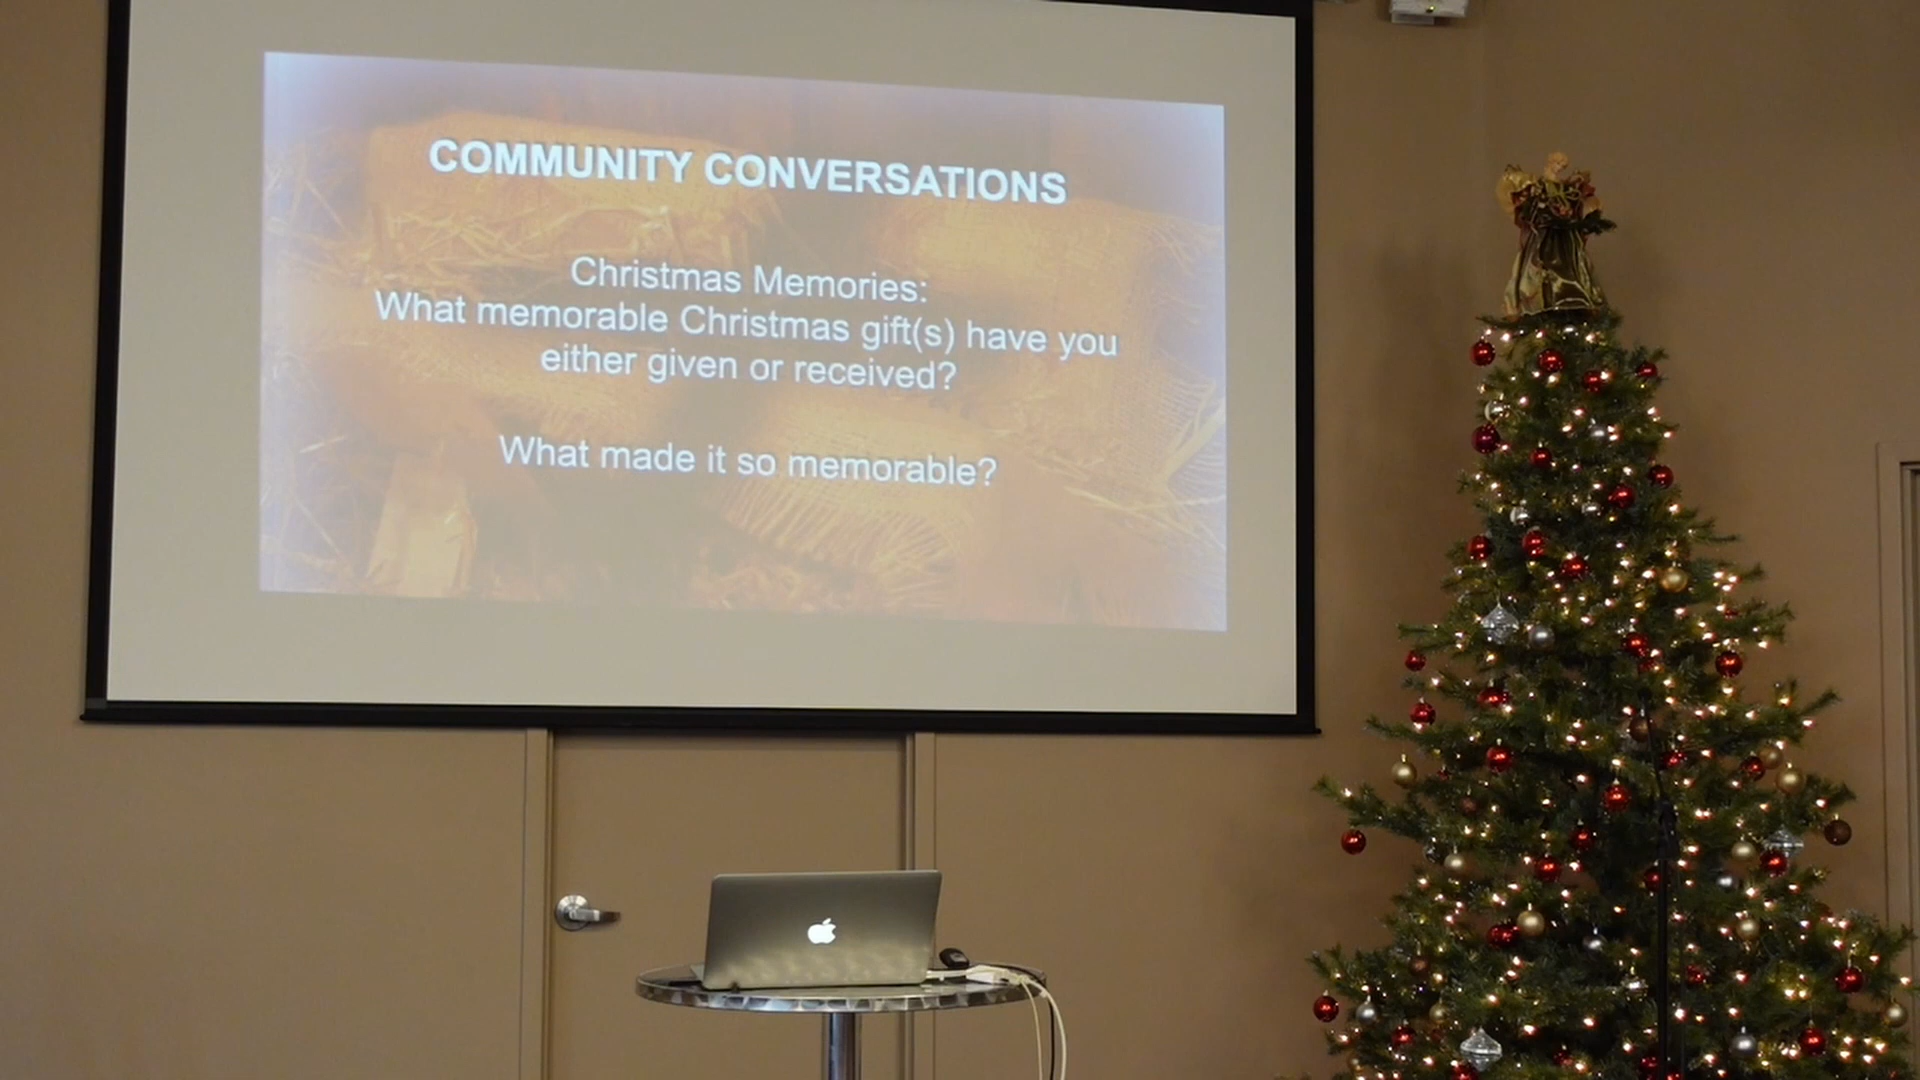 COMMUNITY CONVERSATIONS
Christmas Memories:
What memorable Christmas gift(s) have you
either given or received?
What made it so memorable?